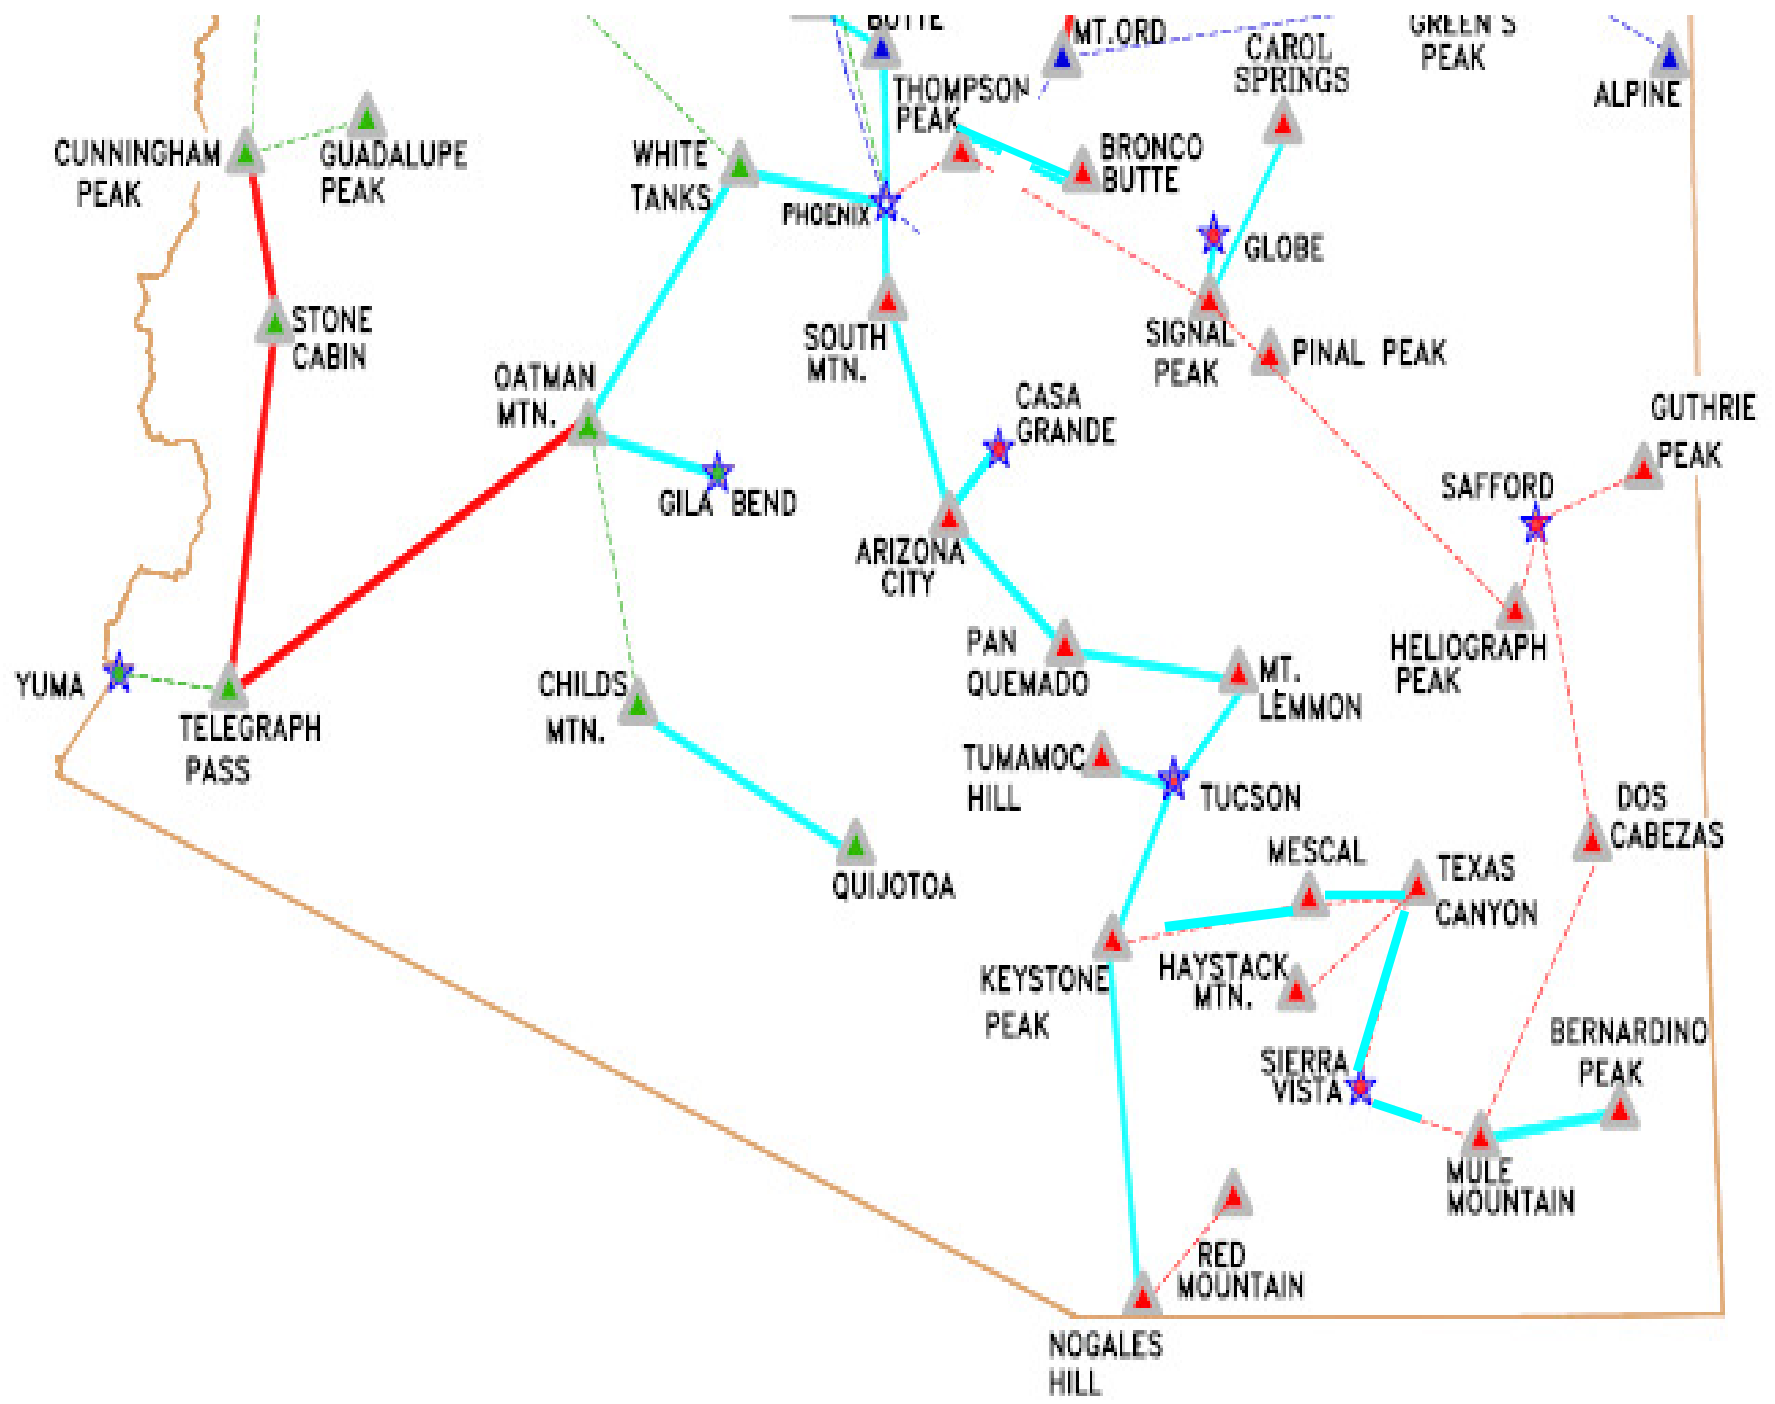 BUTTE
MT.ORD
GREEN'S
PEAK
CAROL
SPRINGS
ALPINE
THOMPSON
PEAK
CUNNINGHAM
PEAK
GUADALUPE
PEAK
WHITE
TANKS
BRONCO
BUTTE
PHOENIX
GLOBE
STONE
CABIN
SOUTH
MTN.
SIGNAL
PEAK
PINAL PEAK
OATMAN
MTN.
CASA
GRANDE
GUTHRIE
PEAK
GILA BEND
SAFFORD
ARIZONA
CITY
PAN
QUEMADO
HELIOGRAPH
PEAK
YUMA
TELEGRAPH
PASS
CHILDS
MTN.
MT.
LEMMON
TUMAMOC
HILL
TUCSON
DOS
CABEZAS
MESCAL
TEXAS
CANYON
QUIJOTOA
KEYSTONE
PEAK
HAYSTACK
MTN.
BERNARDINO
PEAK
SIERRA
VISTA
MULE
MOUNTAIN
RED
MOUNTAIN
NOGALES
HILL